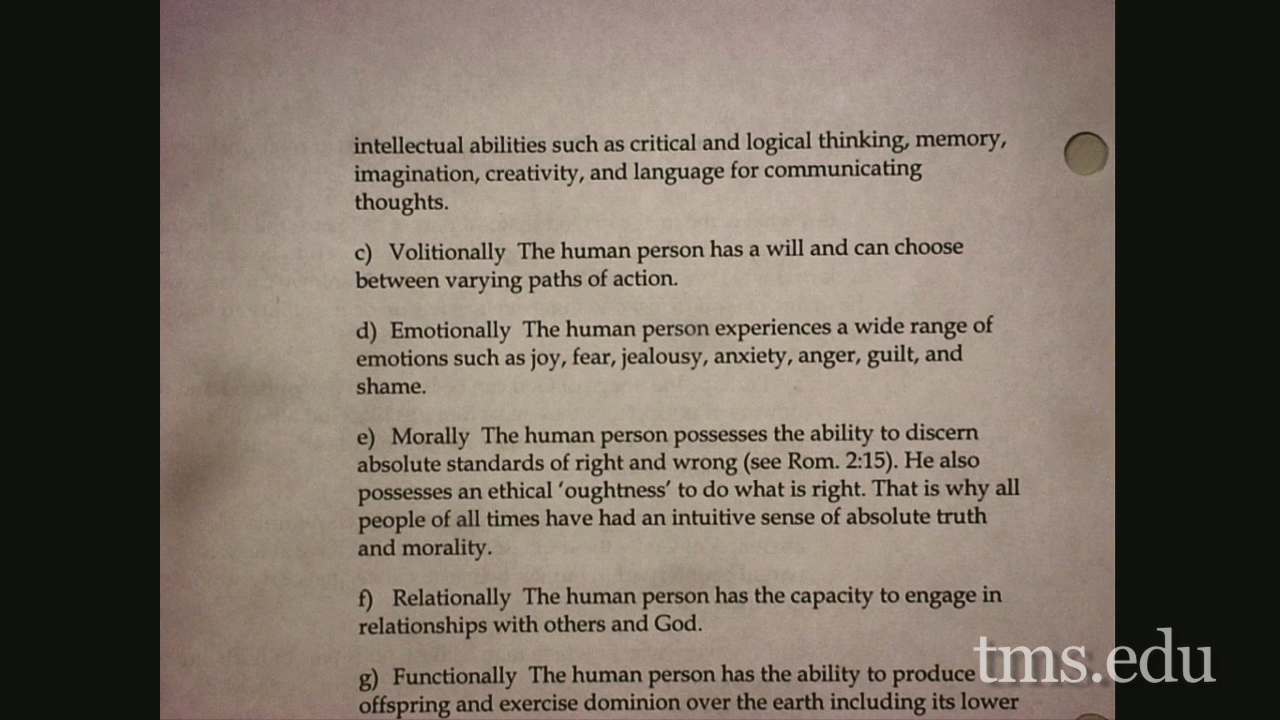 intellectual abilities such as critical and logical thinking, memory,
imagination, creativity, and language for communicating
thoughts.
c) Volitionally The human person has a will and can choose
between varying paths of action.
d) Emotionally The human person experiences a wide range of
emotions such as joy, fear, jealousy, anxiety, anger, guilt, and
shame.
e) Morally The human person possesses the ability to discern
absolute standards of right and wrong (see Rom. 2:15). He also
possesses an ethical ‘oughtness’ to do what is right. That is why all
people of all times have had an intuitive sense of absolute truth
and morality.
f) Relationally The human person has the capacity to engage in
relationships with others and God.
g) Functionally The human person has the ability to produce
offspring and exercise dominion over the earth including its lower
tms.edu